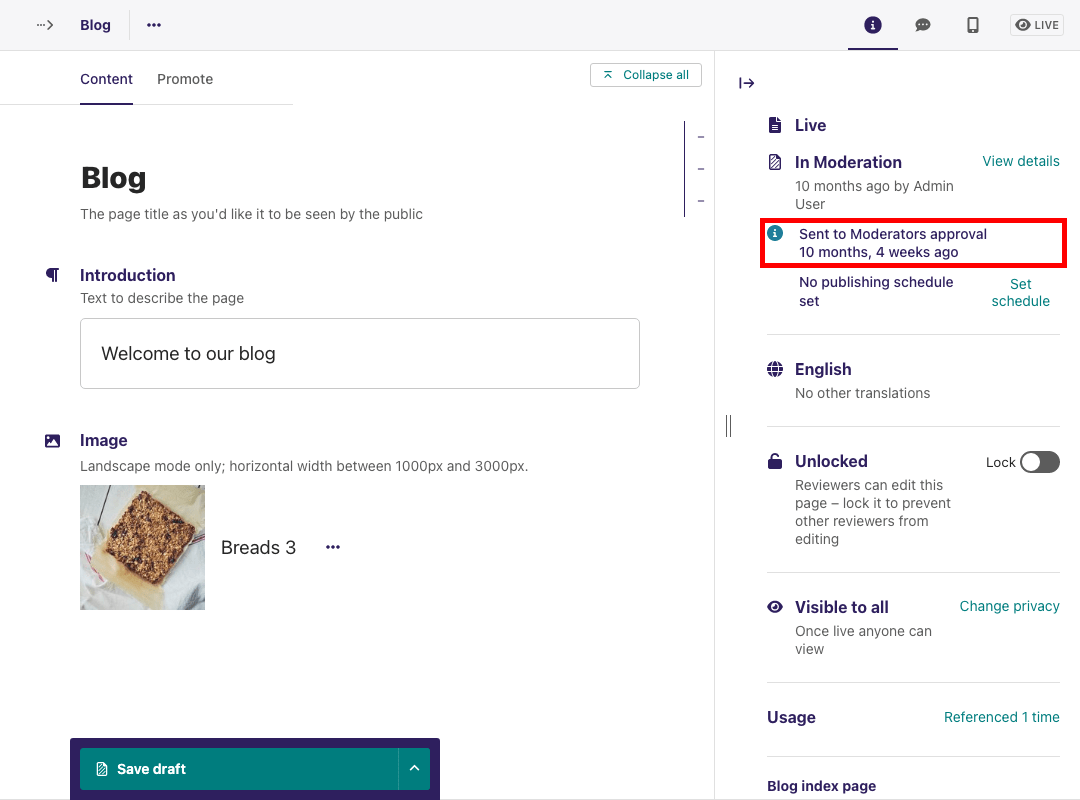 Blog
LIVE
Content
Promote
Collapse all
Blog
The page title as you'd like it to be seen by the public
Introduction
Text to describe the page
Welcome to our blog
Image
Landscape mode only; horizontal width between 1000px and 3000px.
Breads 3
Save draft
Live
In Moderation
View details
10 months ago by Admin
User
Sent to Moderators approval
10 months, 4 weeks ago
No publishing schedule
set
Set
schedule
English
No other translations
Unlocked
Lock
Reviewers can edit this
page – lock it to prevent
other reviewers from
editing
Visible to all
Change privacy
Once live anyone can
view
Usage
Referenced 1 time
Blog index page